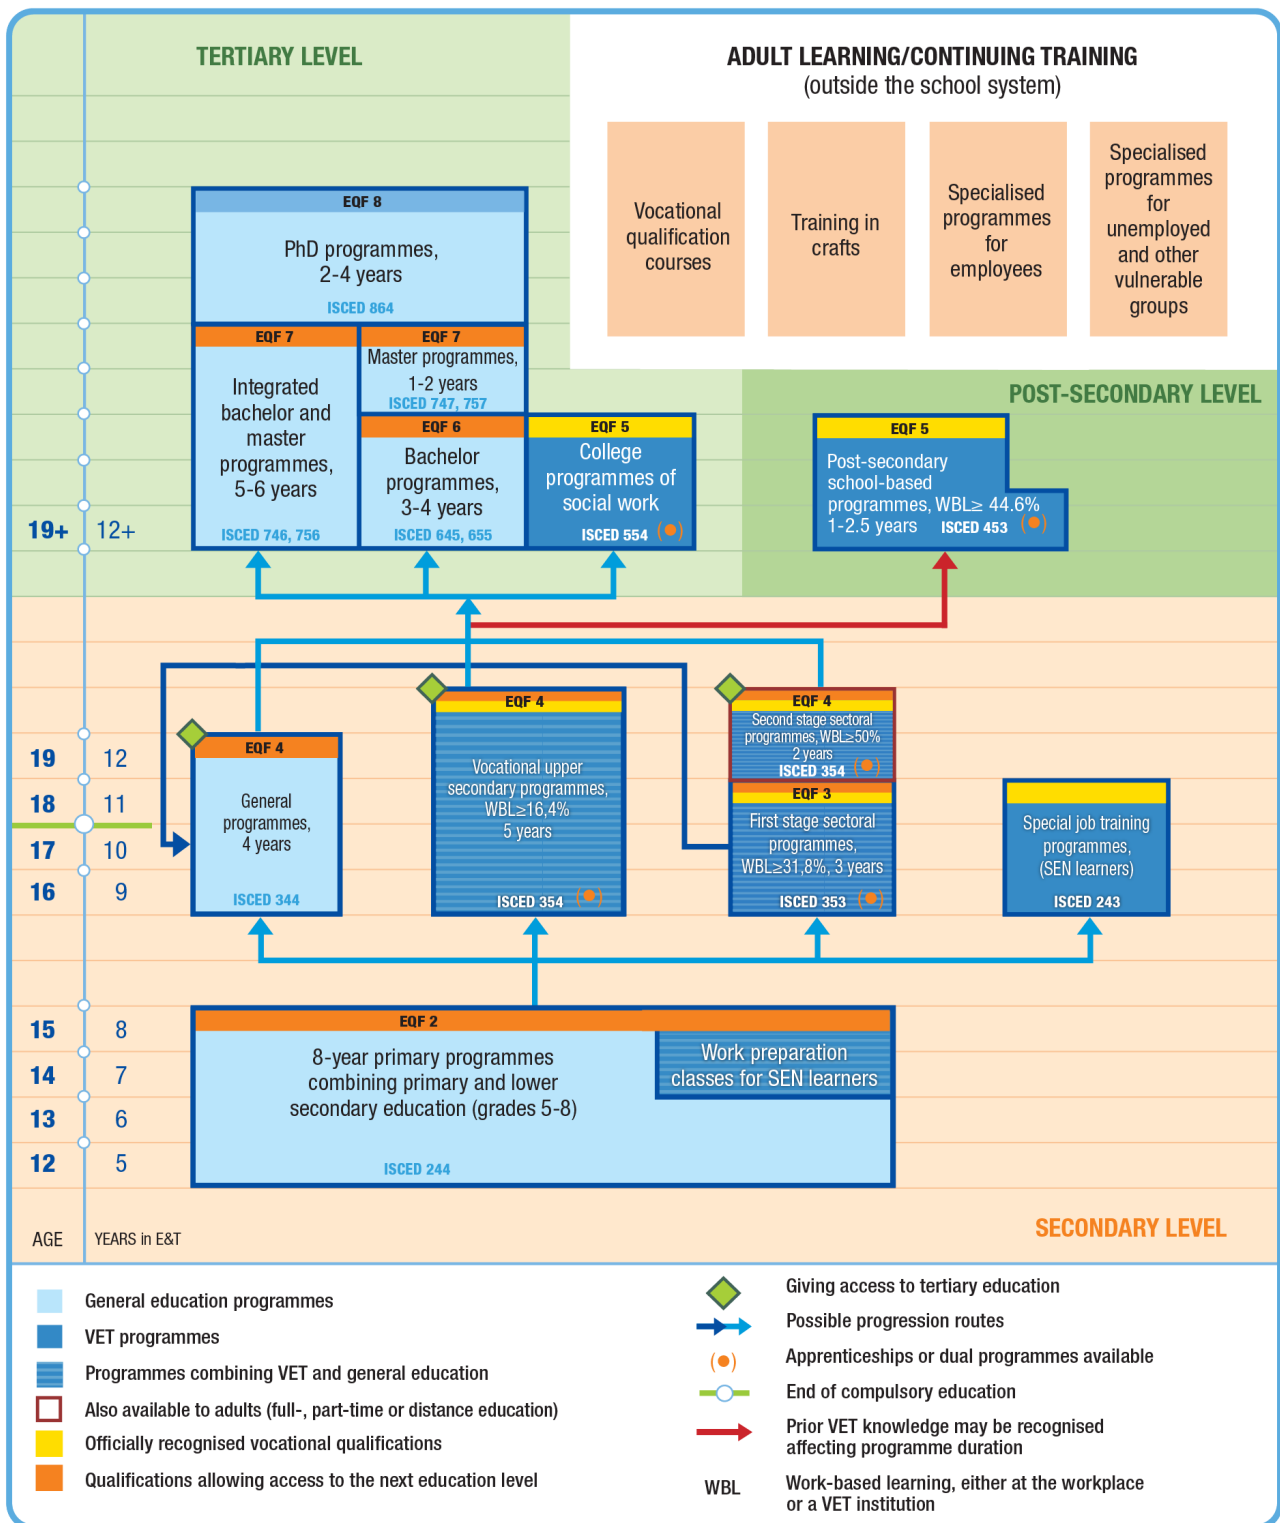 TERTIARY LEVEL
ADULT LEARNING/CONTINUING TRAINING
(outside the school system)
Vocational
qualification
courses
Training in
crafts
Specialised
programmes
for
employees
Specialised
programmes
for
unemployed
and other
vulnerable
groups
EQF 8
PhD programmes,
2-4 years
ISCED 864
EQF 7
Integrated
bachelor and
master
programmes,
5-6 years
ISCED 746, 756
EQF 7
Master programmes,
1-2 years
ISCED 747, 757
EQF 6
Bachelor
programmes,
3-4 years
ISCED 645, 655
EQF 5
College
programmes of
social work
ISCED 554
POST-SECONDARY LEVEL
EQF 5
Post-secondary
school-based
programmes, WBL≥ 44.6%
1-2.5 years ISCED 453
19+ 12+
EQF 4
General
programmes,
4 years
ISCED 344
EQF 4
Vocational upper
secondary programmes,
WBL≥16,4%
5 years
ISCED 354
EQF 4
Second stage sectoral
programmes, WBL≥50%
2 years
ISCED 354
EQF 3
First stage sectoral
programmes,
WBL≥31,8%, 3 years
ISCED 353
Special job training
programmes,
(SEN learners)
ISCED 243
19 12
18 11
17 10
16 9
EQF 2
8-year primary programmes
combining primary and lower
secondary education (grades 5-8)
ISCED 244
Work preparation
classes for SEN learners
15 8
14 7
13 6
12 5
AGE YEARS in E&T
SECONDARY LEVEL
General education programmes
VET programmes
Programmes combining VET and general education
Also available to adults (full-, part-time or distance education)
Officially recognised vocational qualifications
Qualifications allowing access to the next education level
Giving access to tertiary education
Possible progression routes
Apprenticeships or dual programmes available
End of compulsory education
Prior VET knowledge may be recognised
affecting programme duration
WBL Work-based learning, either at the workplace
or a VET institution